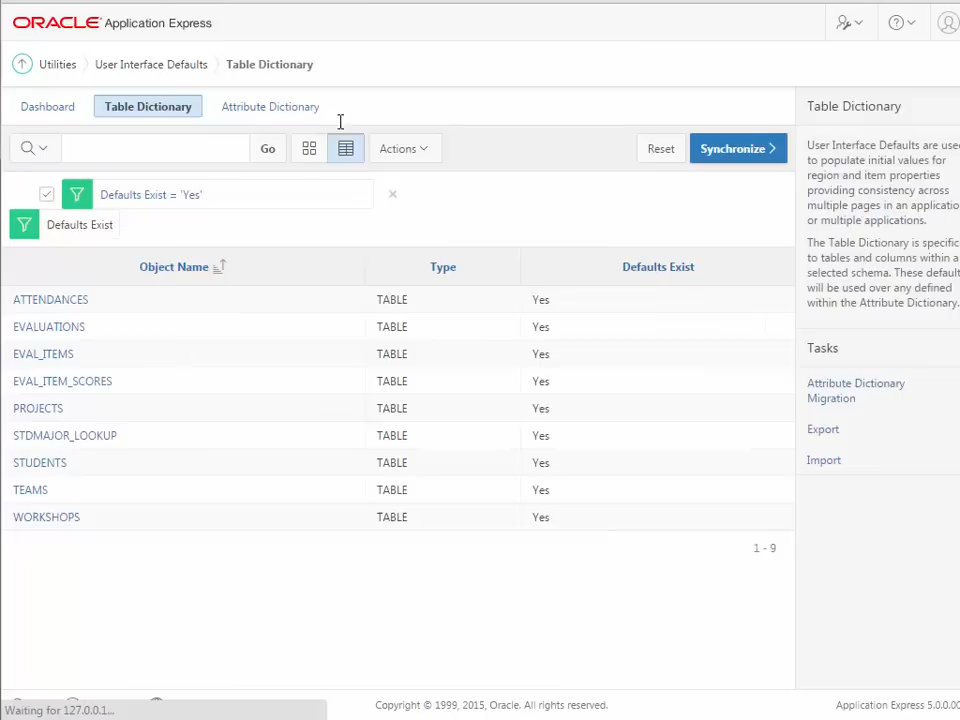 ORACLE Application Express
Utilities User Interface Defaults Table Dictionary
Dashboard Table Dictionary Attribute Dictionary
Go Actions Reset Synchronize
Defaults Exist = 'Yes'
Defaults Exist
Object Name Type Defaults Exist
ATTENDANCES TABLE Yes
EVALUATIONS TABLE Yes
EVAL_ITEMS TABLE Yes
EVAL_ITEM_SCORES TABLE Yes
PROJECTS TABLE Yes
STDMAJOR_LOOKUP TABLE Yes
STUDENTS TABLE Yes
TEAMS TABLE Yes
WORKSHOPS TABLE Yes
1 - 9
Table Dictionary
User Interface Defaults are use
to populate initial values for
region and item properties
providing consistency across
multiple pages in an applicatio
or multiple applications.
The Table Dictionary is specific
to tables and columns within a
selected schema. These default
will be used over any defined
within the Attribute Dictionary.
Tasks
Attribute Dictionary
Migration
Export
Import
Waiting for 127.0.0.1...
Copyright © 1999, 2015, Oracle. All rights reserved.
Application Express 5.0.0.00